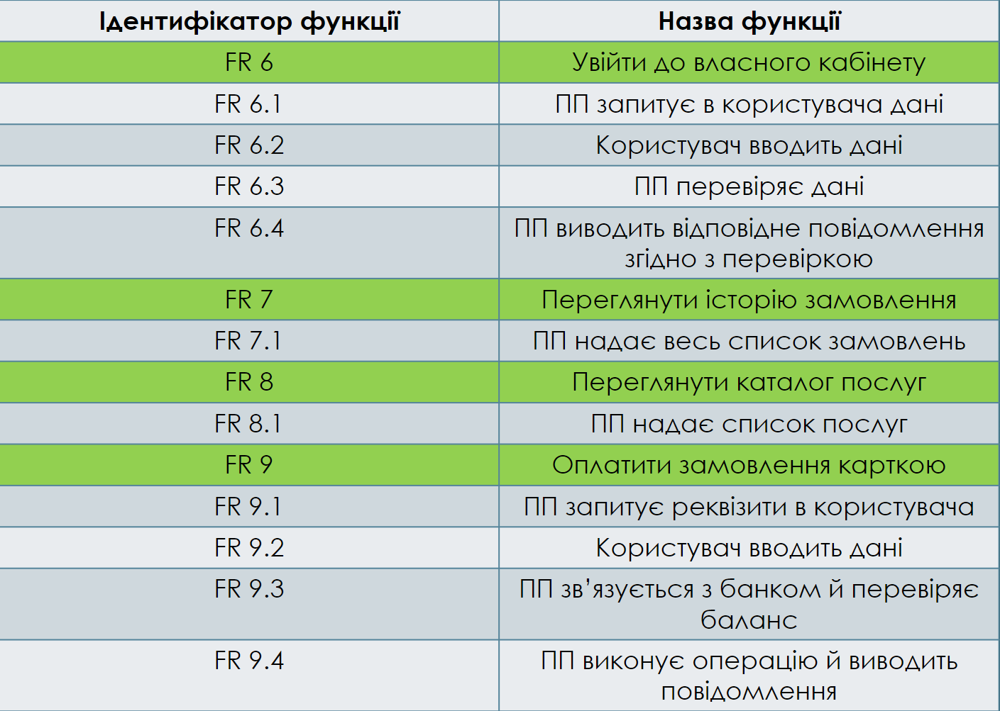 Ідентифікатор функції
Назва функції
FR 6
Увійти до власного кабінету
FR 6.1
ПП запитує в користувача дані
FR 6.2
Користувач вводить дані
FR 6.3
ПП перевіряє дані
FR 6.4
ПП виводить відповідне повідомлення
згідно з перевіркою
FR 7
Переглянути історію замовлення
FR 7.1
ПП надає весь список замовлень
FR 8
Переглянути каталог послуг
FR 8.1
ПП надає список послуг
FR 9
Оплатити замовлення карткою
FR 9.1
ПП запитує реквізити в користувача
FR 9.2
Користувач вводить дані
FR 9.3
ПП зв’язується з банком й перевіряє
баланс
FR 9.4
ПП виконує операцію й виводить
повідомлення